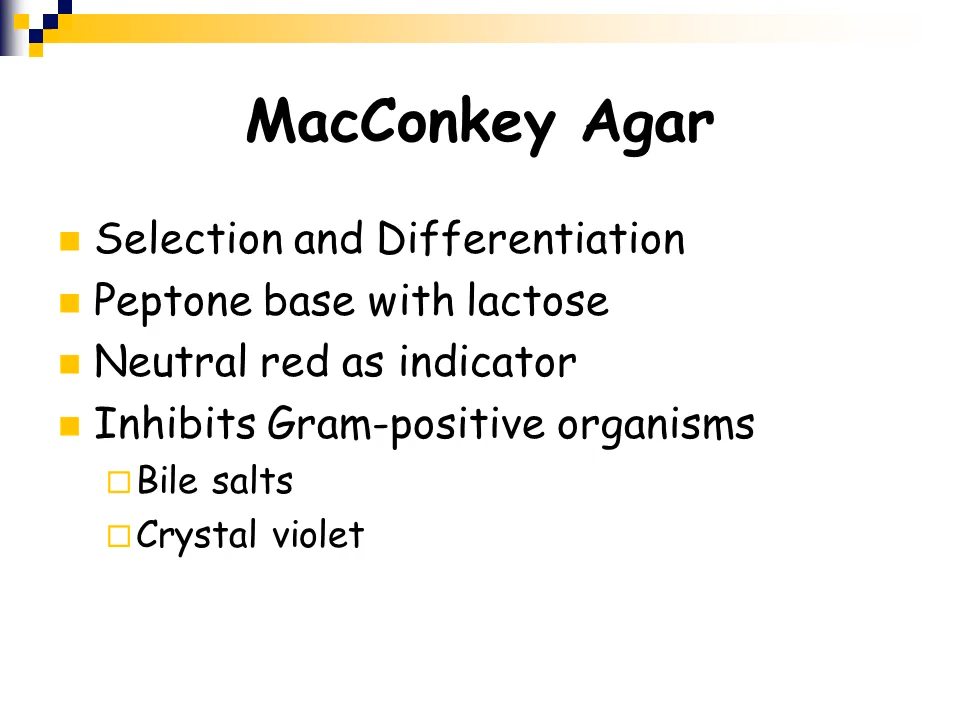 MacConkey Agar
Selection and Differentiation
Peptone base with lactose
Neutral red as indicator
Inhibits Gram-positive organisms
Bile salts
Crystal violet